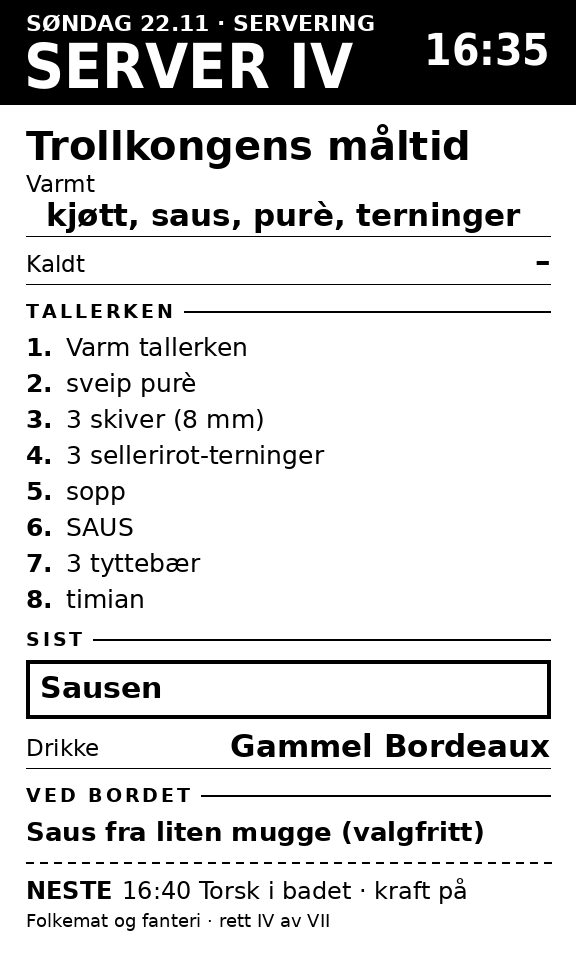 SØNDAG 22.11 · SERVERING
SERVER IV
16:35
Trollkongens måltid
Varmt
kjøtt, saus, purè, terninger
Kaldt –
TALLERKEN
1. Varm tallerken
2. sveip purè
3. 3 skiver (8 mm)
4. 3 sellerirot-terninger
5. sopp
6. SAUS
7. 3 tyttebær
8. timian
SIST
Sausen
Drikke Gammel Bordeaux
VED BORDET
Saus fra liten mugge (valgfritt)
NESTE 16:40 Torsk i badet · kraft på
Folkemat og fanteri · rett IV av VII